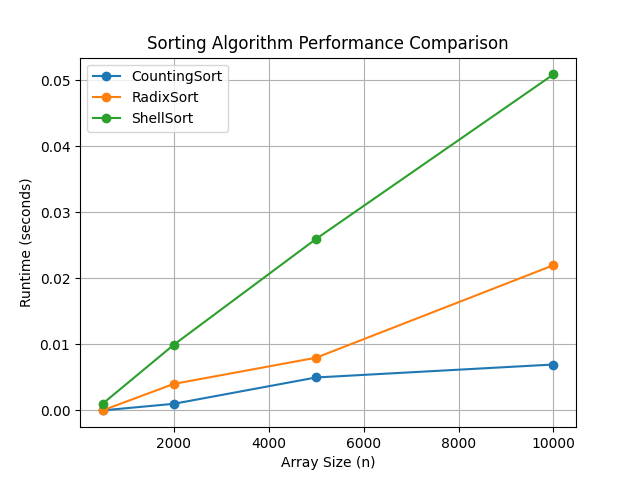 Sorting Algorithm Performance Comparison
CountingSort
RadixSort
ShellSort
Runtime (seconds)
0.05
0.04
0.03
0.02
0.01
0.00
2000 4000 6000 8000 10000
Array Size (n)